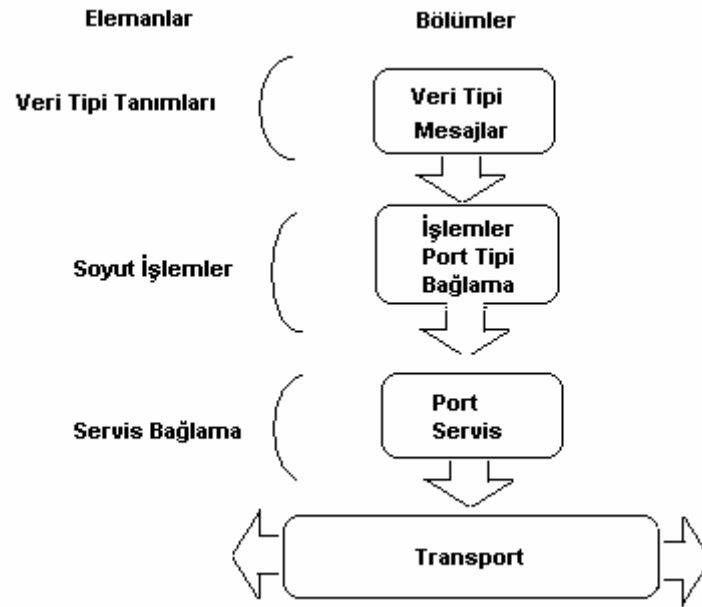 Elemanlar
Bölümler
Veri Tipi Tanımları
Veri Tipi
Mesajlar
Soyut İşlemler
İşlemler
Port Tipi
Bağlama
Servis Bağlama
Port
Servis
Transport